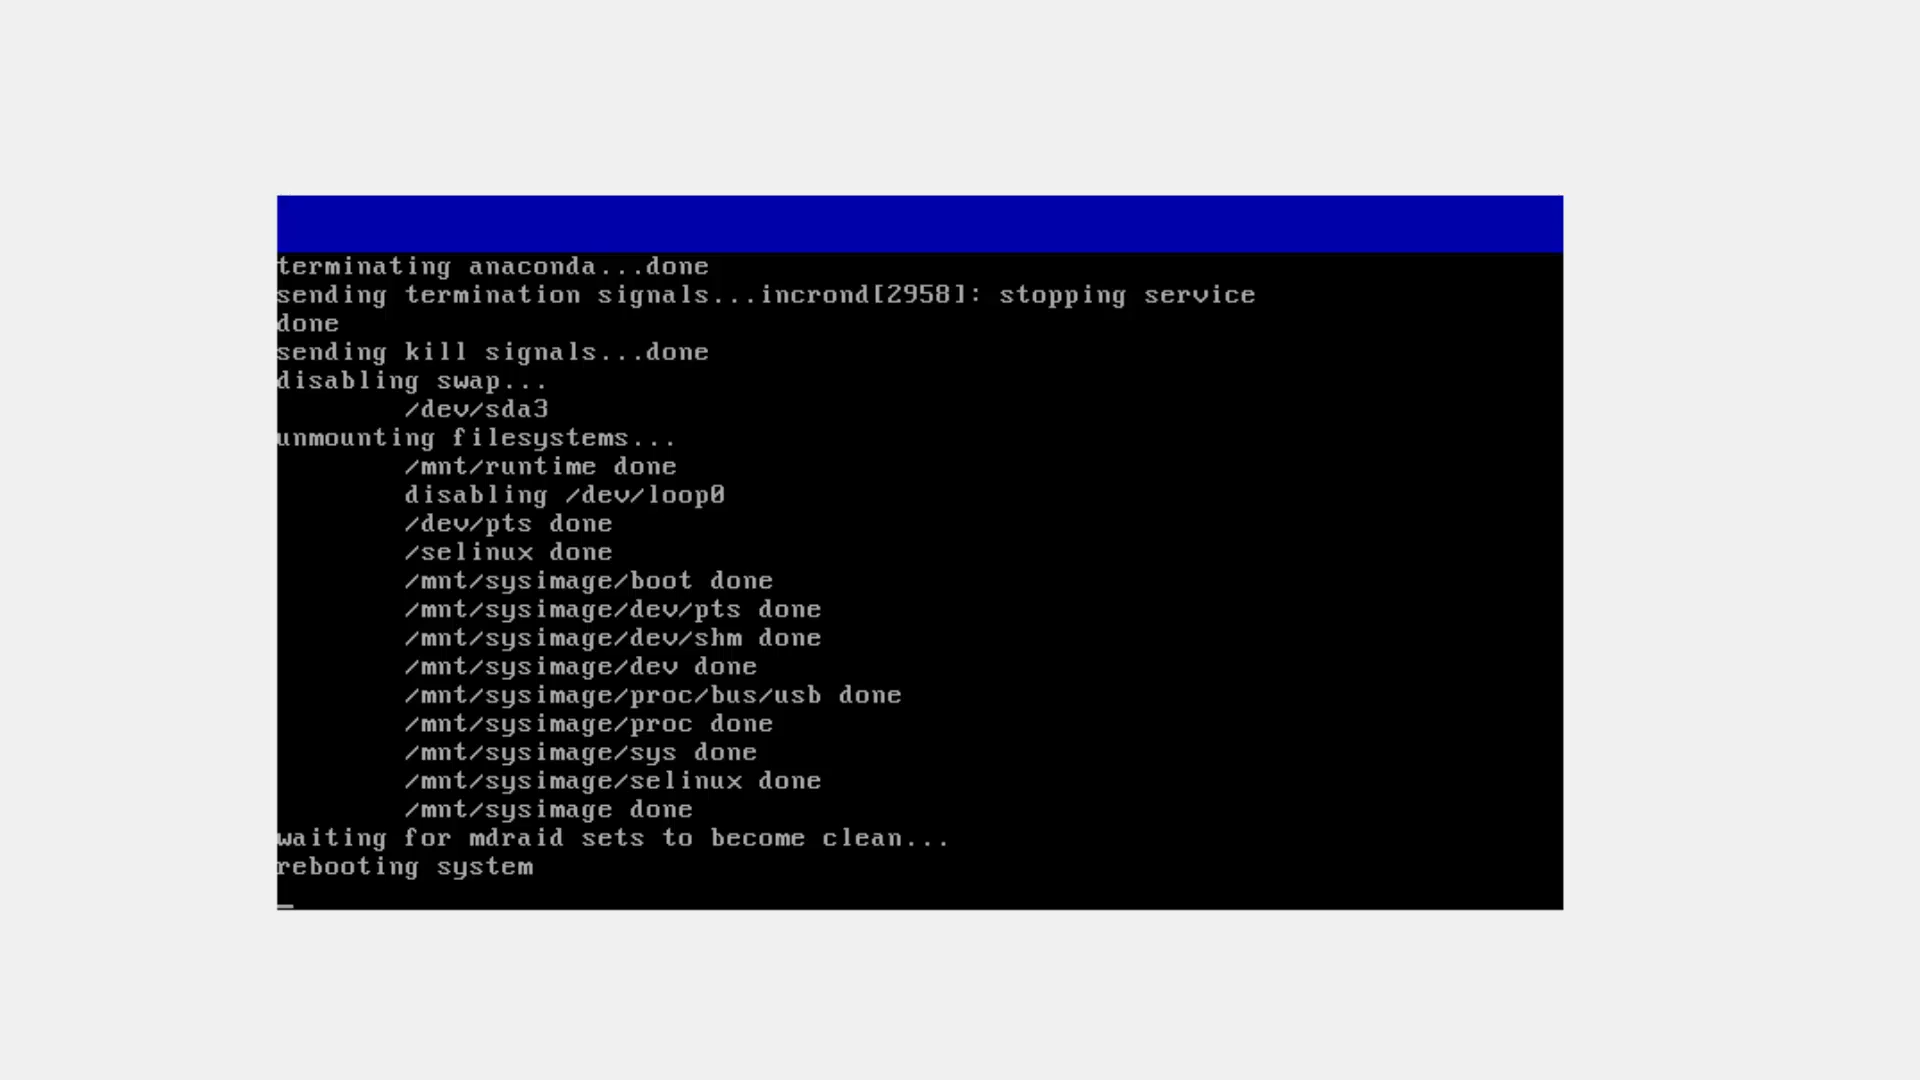 terminating anaconda...done
sending termination signals...incrond[2958]: stopping service
done
sending kill signals...done
disabling swap...
/dev/sda3
unmounting filesystems...
/mnt/runtime done
disabling /dev/loop0
/dev/pts done
/selinux done
/mnt/sysimage/boot done
/mnt/sysimage/dev/pts done
/mnt/sysimage/dev/shm done
/mnt/sysimage/dev done
/mnt/sysimage/proc/bus/usb done
/mnt/sysimage/proc done
/mnt/sysimage/sys done
/mnt/sysimage/selinux done
/mnt/sysimage done
waiting for mdraid sets to become clean...
rebooting system